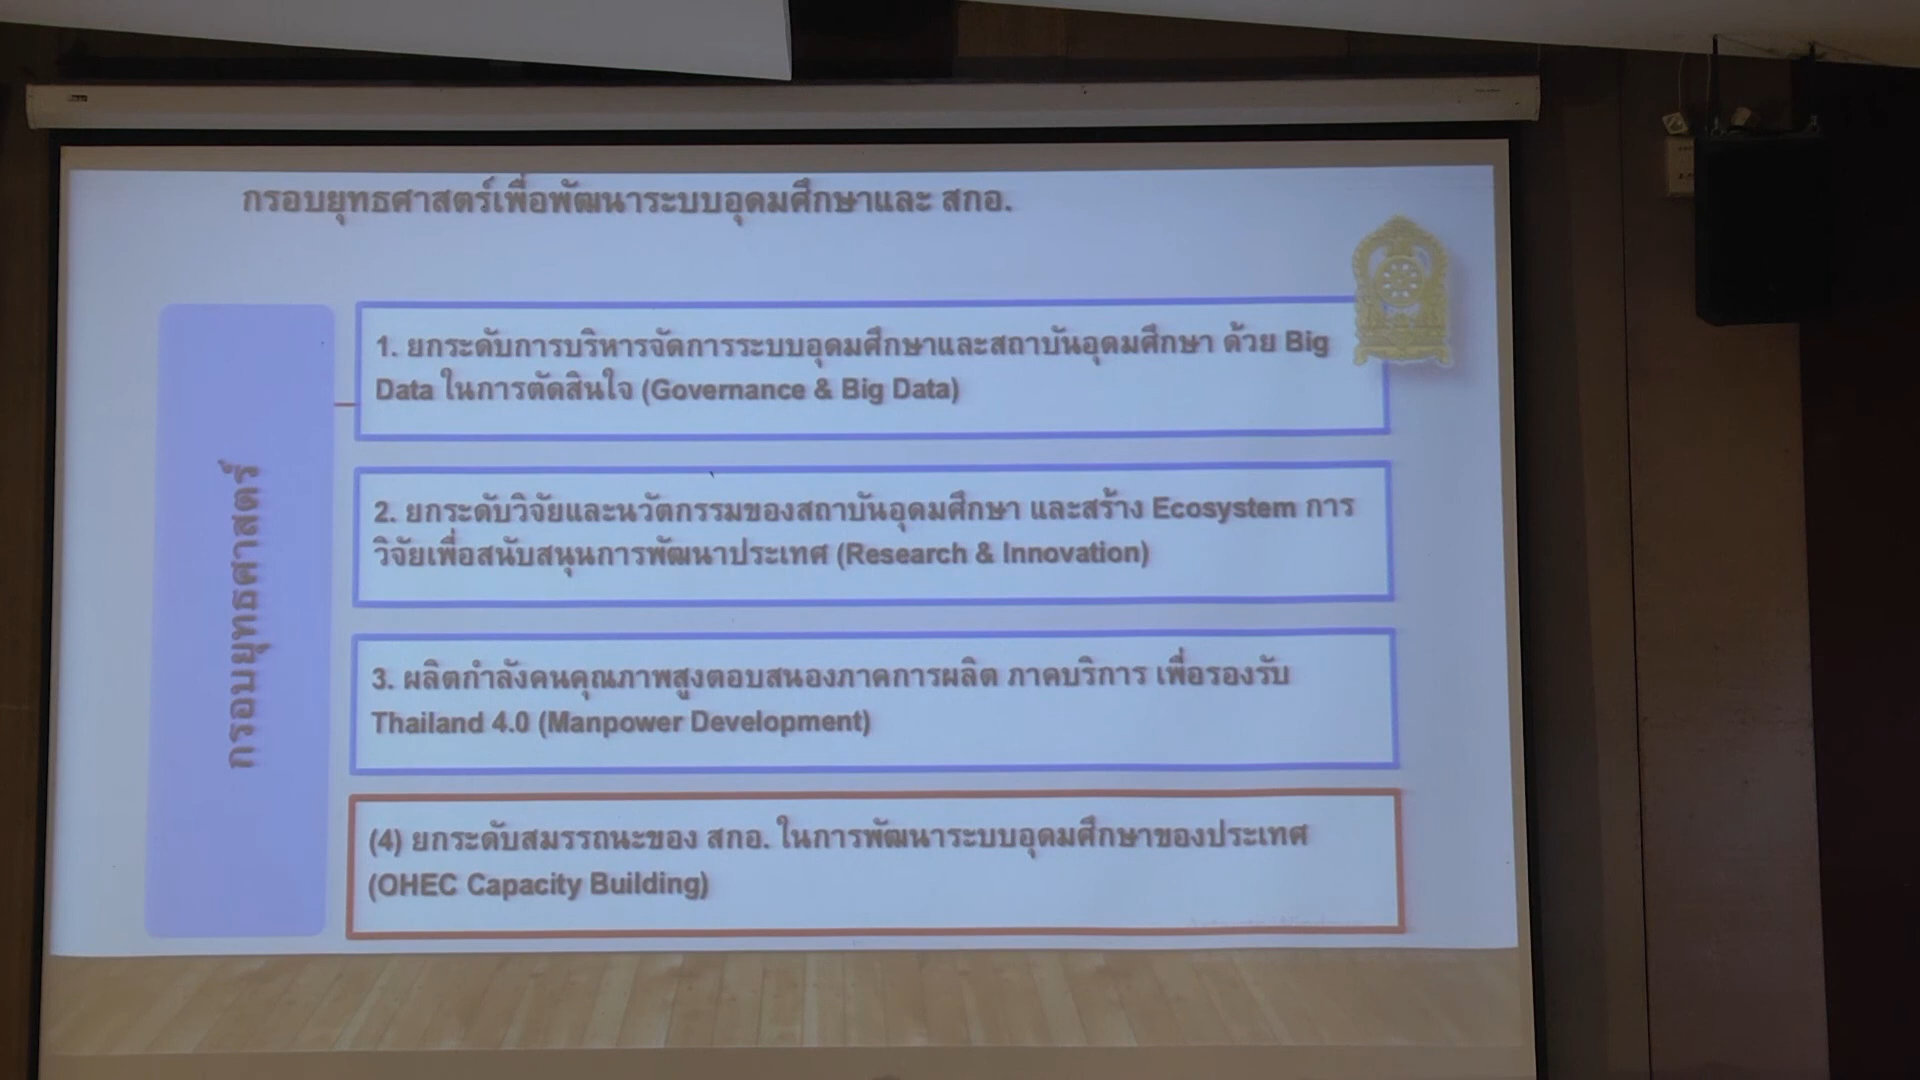 กรอบยุทธศาสตร์เพื่อพัฒนาระบบอุดมศึกษาและ สกอ.
กรอบยุทธศาสตร์
1. ยกระดับการบริหารจัดการระบบอุดมศึกษาและสถาบันอุดมศึกษา ด้วย Big
Data ในการตัดสินใจ (Governance & Big Data)
2. ยกระดับวิจัยและนวัตกรรมของสถาบันอุดมศึกษา และสร้าง Ecosystem การ
วิจัยเพื่อสนับสนุนการพัฒนาประเทศ (Research & Innovation)
3. ผลิตกำลังคนคุณภาพสูงตอบสนองภาคการผลิต ภาคบริการ เพื่อรองรับ
Thailand 4.0 (Manpower Development)
(4) ยกระดับสมรรถนะของ สกอ. ในการพัฒนาระบบอุดมศึกษาของประเทศ
(OHEC Capacity Building)